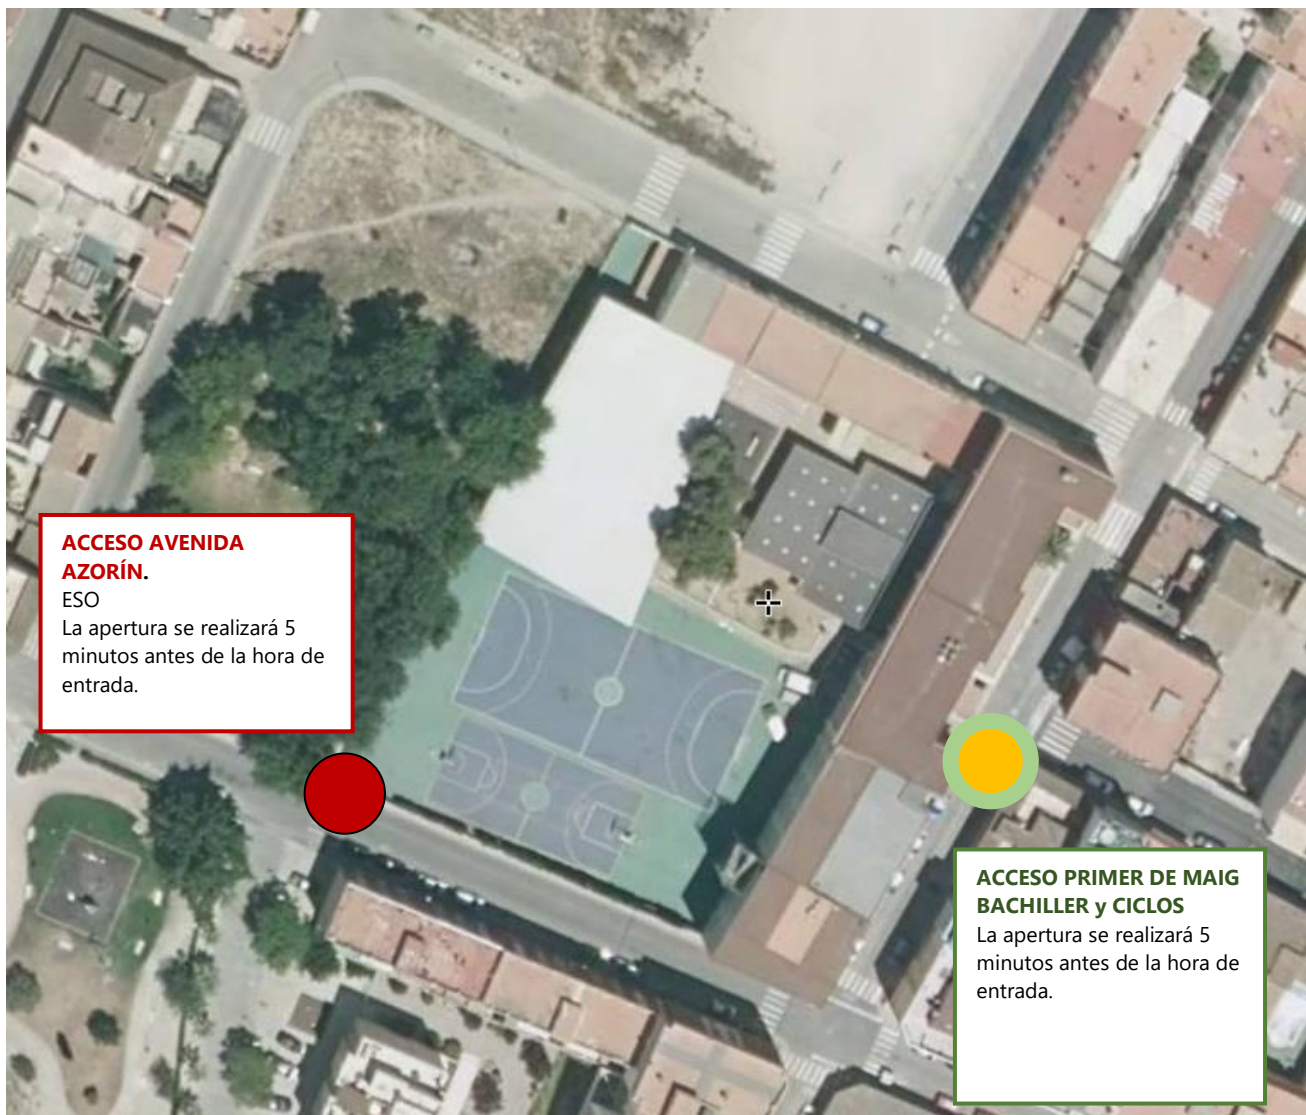 ACCESO AVENIDA
AZORÍN.
ESO
La apertura se realizará 5
minutos antes de la hora de
entrada.
ACCESO PRIMER DE MAIG
BACHILLER y CICLOS
La apertura se realizará 5
minutos antes de la hora de
entrada.